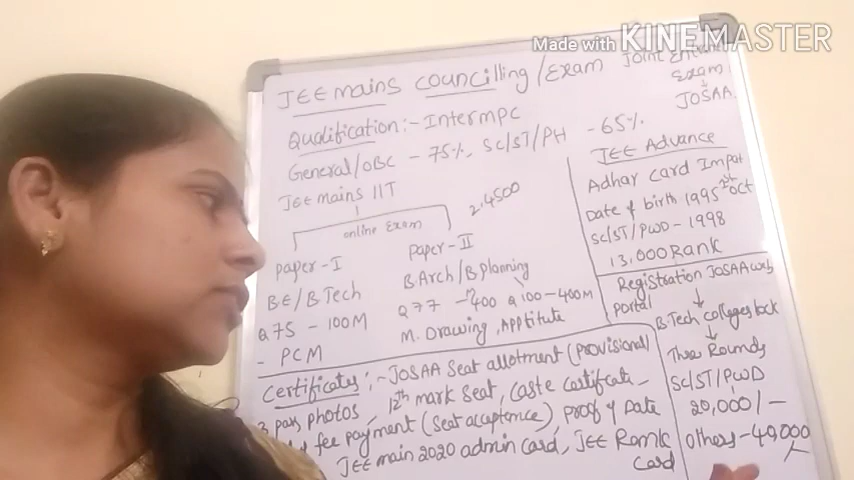 Made with KINEMASTER
JEE mains Councilling/Exam
Joint Entran
Exam
JOSAA
Qualification:- Inter mpc
General/OBC - 75%, SC/ST/PH - 65%
JEE mains IIT
online Exam
2.4500
Paper-I
BE/BTech
Q75 - 100M
- PCM
Paper-II
B Arch/B planning
Q 77 - 400 Q 100-400M
M. Drawing, Apptitute
JEE Advance
Adhar Card Impat
Date of birth 1995 1st Oct
SC/ST/PWD - 1998
13,000 Rank
Registration JOSAA web
portal
B.Tech colleges lock
Three Rounds
SC/ST/PWD
20,000/-
others - 40,000
Certificates:- JOSAA Seat allotment (provisional)
3 pass photos, 12th mark Seat, Caste Certificate
fee payment (Seat acceptence), proof of Date
JEE main 2020 admin card, JEE Rank
Card